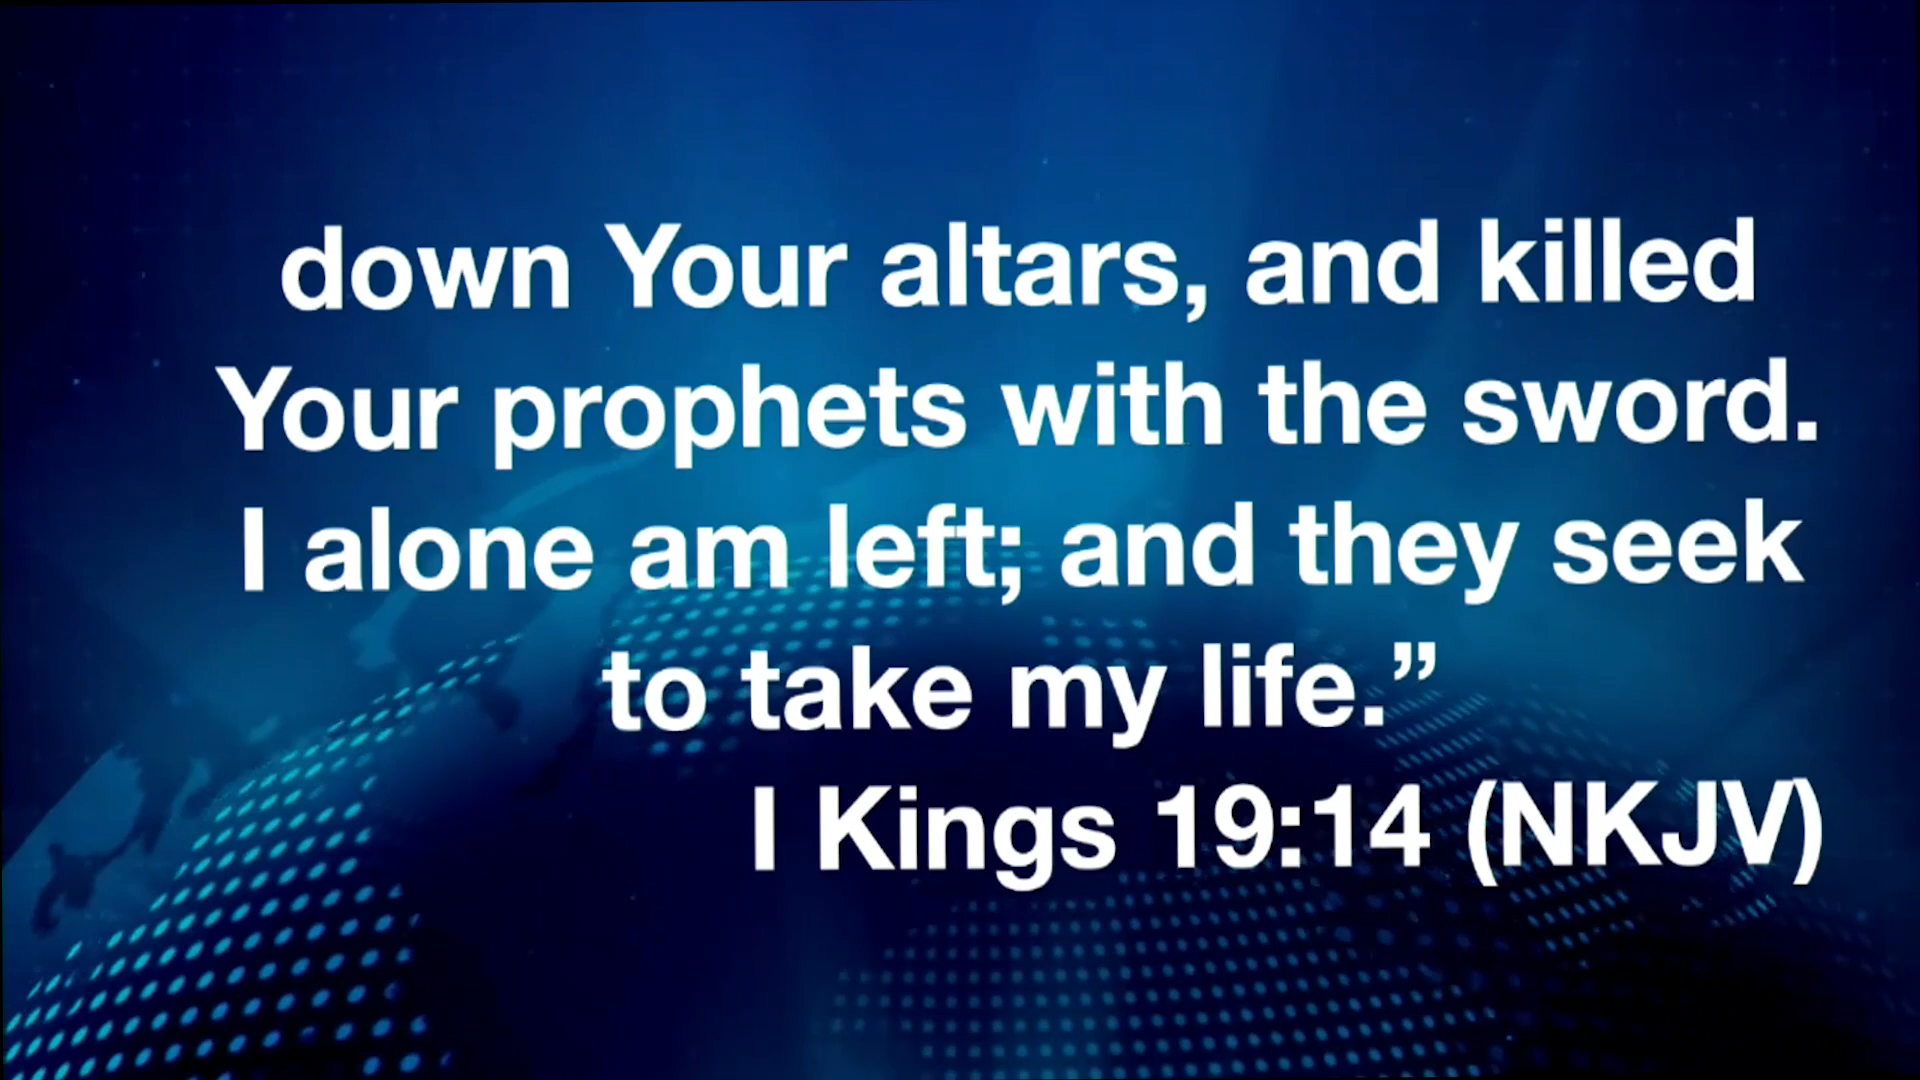 down Your altars, and killed
Your prophets with the sword.
I alone am left; and they seek
to take my life.”
I Kings 19:14 (NKJV)